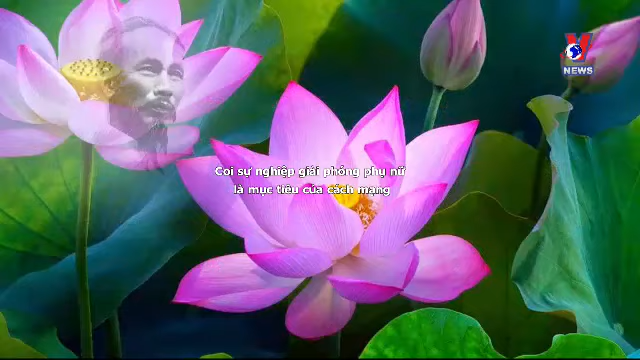 V
NEWS
Coi sự nghiệp giải phóng phụ nữ
là mục tiêu của cách mạng